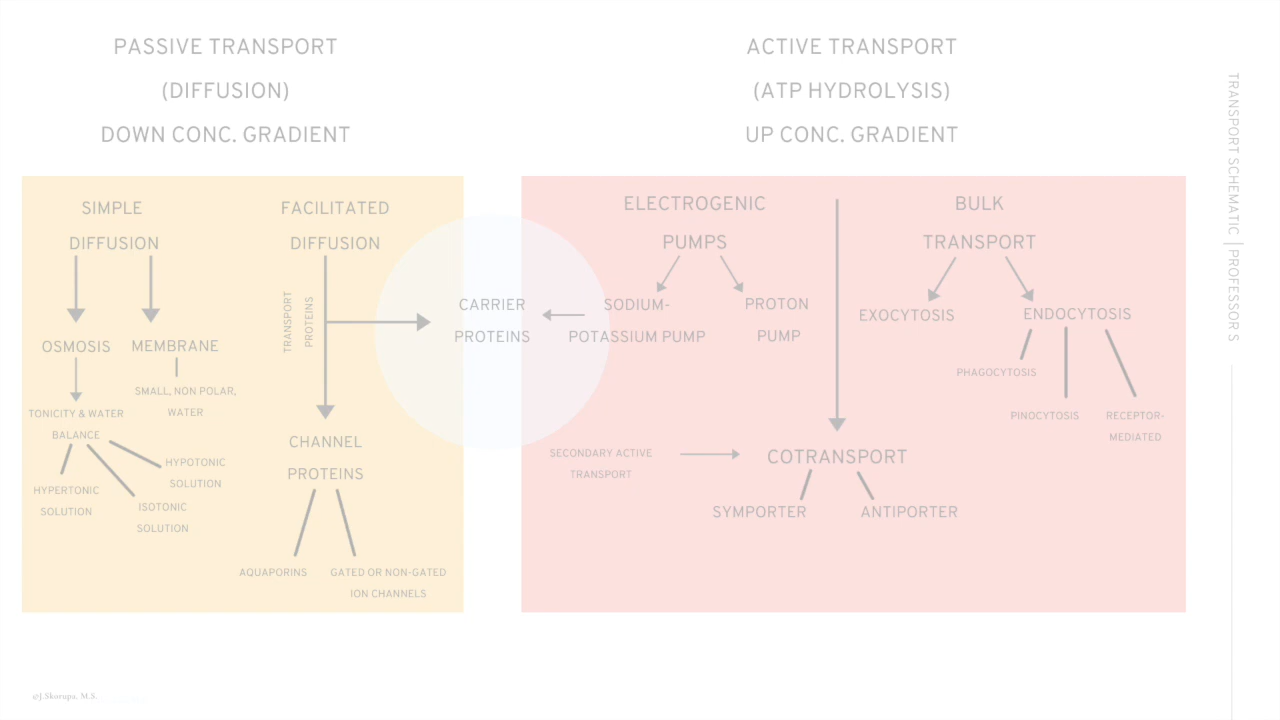 PASSIVE TRANSPORT
(DIFFUSION)
DOWN CONC. GRADIENT
ACTIVE TRANSPORT
(ATP HYDROLYSIS)
UP CONC. GRADIENT
SIMPLE
DIFFUSION
OSMOSIS
MEMBRANE
SMALL, NON POLAR,
WATER
TONICITY & WATER
BALANCE
HYPERTONIC
SOLUTION
ISOTONIC
SOLUTION
HYPOTONIC
SOLUTION
FACILITATED
DIFFUSION
TRANSPORT
PROTEINS
CHANNEL
PROTEINS
AQUAPORINS
GATED OR NON-GATED
ION CHANNELS
CARRIER
PROTEINS
ELECTROGENIC
PUMPS
SODIUM-
POTASSIUM PUMP
PROTON
PUMP
SECONDARY ACTIVE
TRANSPORT
COTRANSPORT
SYMPORTER
ANTIPORTER
BULK
TRANSPORT
EXOCYTOSIS
ENDOCYTOSIS
PHAGOCYTOSIS
PINOCYTOSIS
RECEPTOR-
MEDIATED
TRANSPORT SCHEMATIC | PROFESSOR S
©J.Skorupa, M.S.